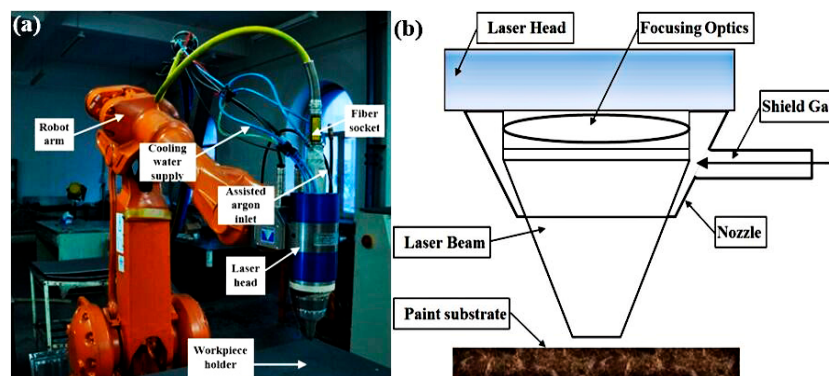 (a)
Robot
arm
Cooling
water
supply
Fiber
socket
Assisted
argon
inlet
Laser
head
Workpiece
holder
(b)
Laser Head
Focusing Optics
Shield Ga
Laser Beam
Nozzle
Paint substrate